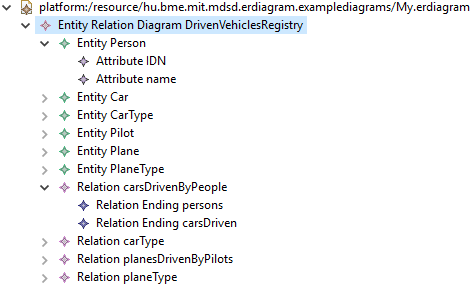 platform:/resource/hu.bme.mit.mdsd.erdiagram.examplediagrams/My.erdiagram
Entity Relation Diagram DrivenVehiclesRegistry
Entity Person
Attribute IDN
Attribute name
Entity Car
Entity CarType
Entity Pilot
Entity Plane
Entity PlaneType
Relation carsDrivenByPeople
Relation Ending persons
Relation Ending carsDriven
Relation carType
Relation planesDrivenByPilots
Relation planeType